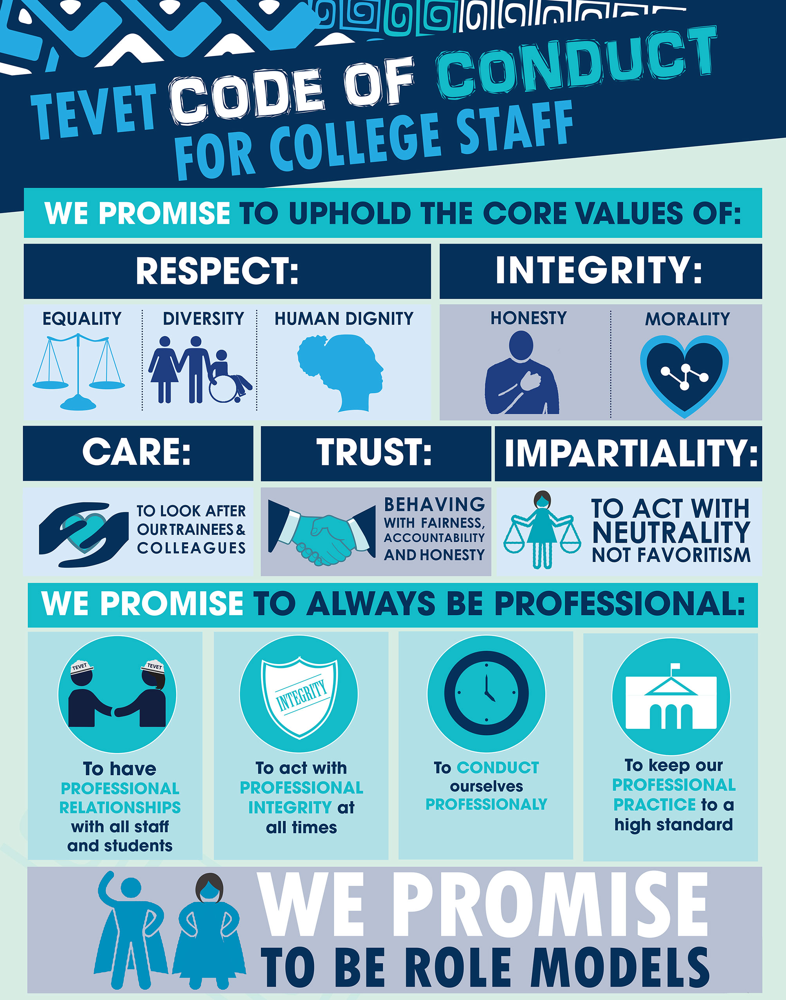 TEVET CODE OF CONDUCT
FOR COLLEGE STAFF
WE PROMISE TO UPHOLD THE CORE VALUES OF:
RESPECT:
EQUALITY
DIVERSITY
HUMAN DIGNITY
INTEGRITY:
HONESTY
MORALITY
CARE:
TO LOOK AFTER
OUR TRAINEES &
COLLEAGUES
TRUST:
BEHAVING
WITH FAIRNESS,
ACCOUNTABILITY
AND HONESTY
IMPARTIALITY:
TO ACT WITH
NEUTRALITY
NOT FAVORITISM
WE PROMISE TO ALWAYS BE PROFESSIONAL:
TEVET
TEVET
To have
PROFESSIONAL
RELATIONSHIPS
with all staff
and students
INTEGRITY
To act with
PROFESSIONAL
INTEGRITY at
all times
To CONDUCT
ourselves
PROFESSIONALY
To keep our
PROFESSIONAL
PRACTICE to a
high standard
WE PROMISE
TO BE ROLE MODELS